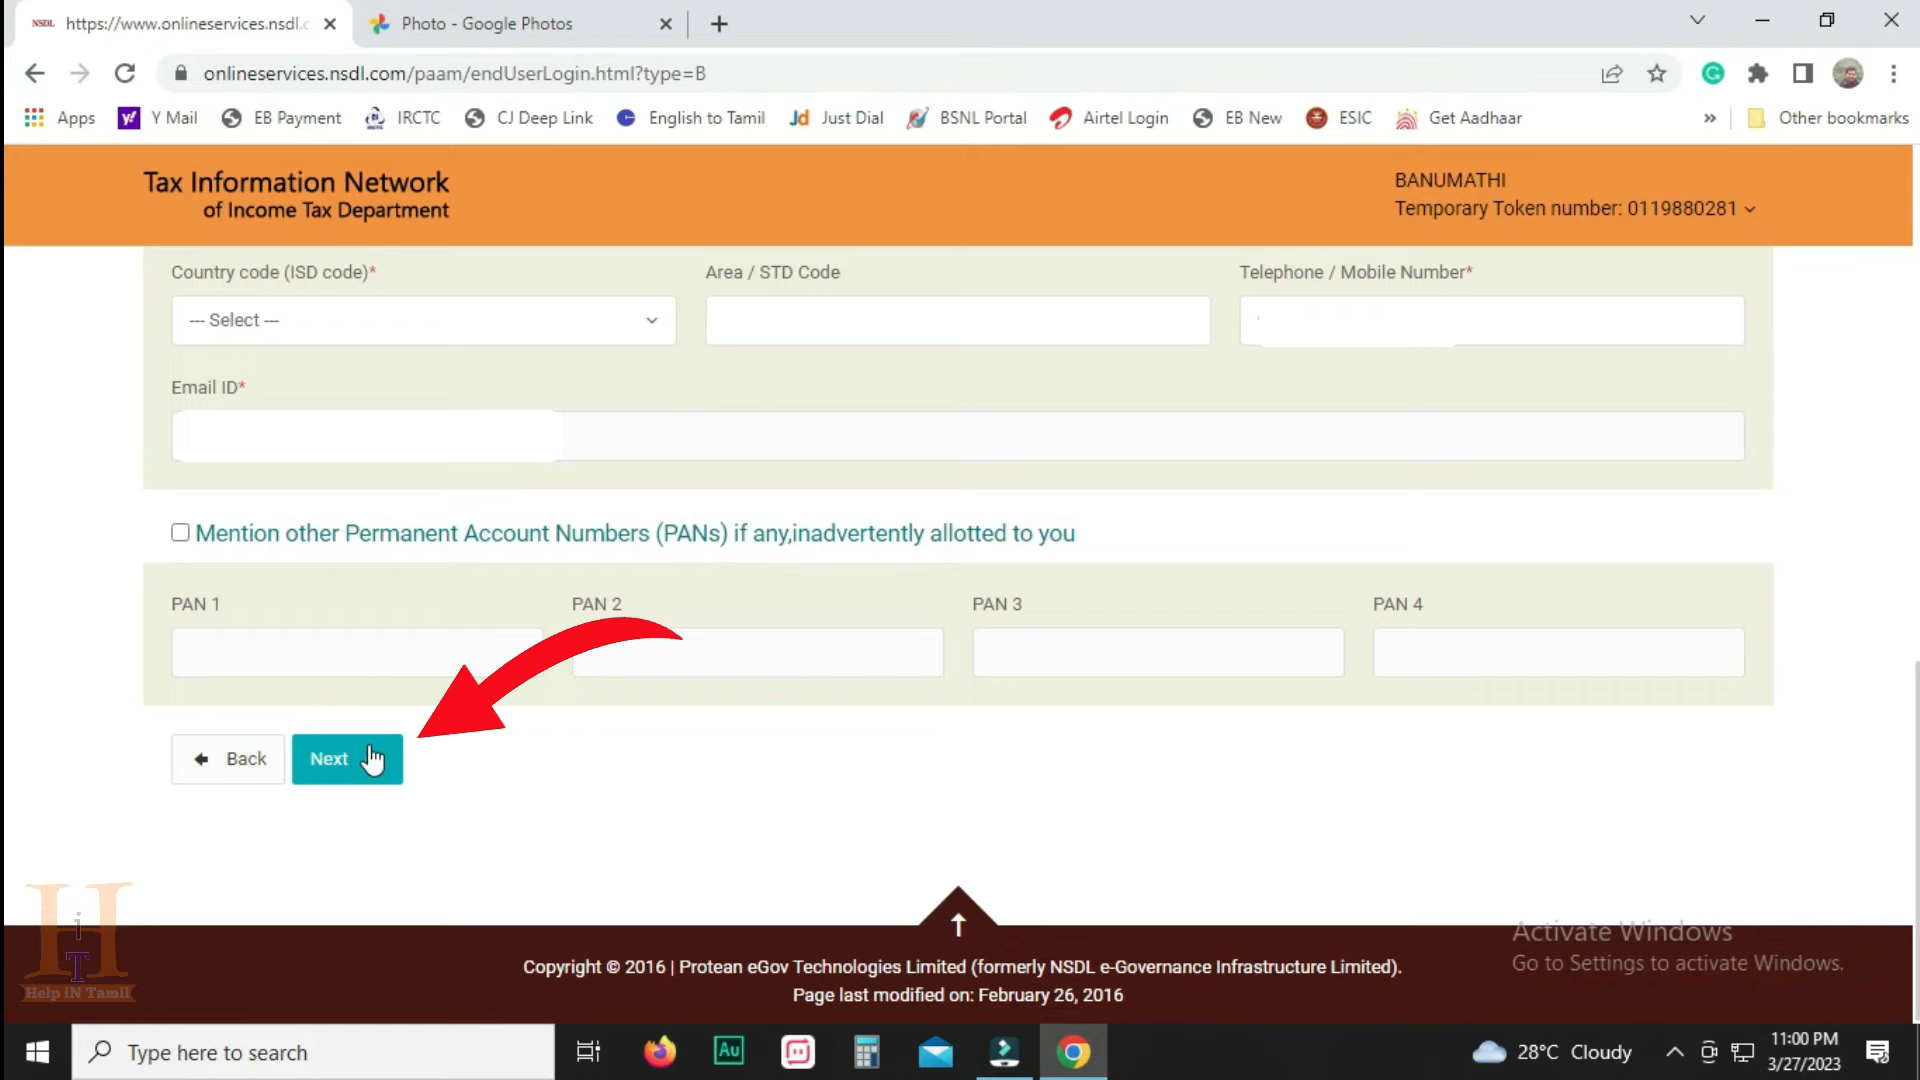 NSDL https://www.onlineservices.nsdl.c
Photo - Google Photos
onlineservices.nsdl.com/paam/endUserLogin.html?type=B
Apps Y Mail EB Payment IRCTC CJ Deep Link English to Tamil Jd Just Dial BSNL Portal Airtel Login EB New ESIC Get Aadhaar » Other bookmarks
Tax Information Network
of Income Tax Department
BANUMATHI
Temporary Token number: 0119880281
Country code (ISD code)* Area / STD Code Telephone / Mobile Number*
--- Select ---
Email ID*
Mention other Permanent Account Numbers (PANs) if any,inadvertently allotted to you
PAN 1 PAN 2 PAN 3 PAN 4
Back Next
Copyright © 2016 | Protean eGov Technologies Limited (formerly NSDL e-Governance Infrastructure Limited).
Page last modified on: February 26, 2016
Activate Windows
Go to Settings to activate Windows.
HiT
Help iN Tamil
Type here to search
Au
28°C Cloudy
11:00 PM
3/27/2023